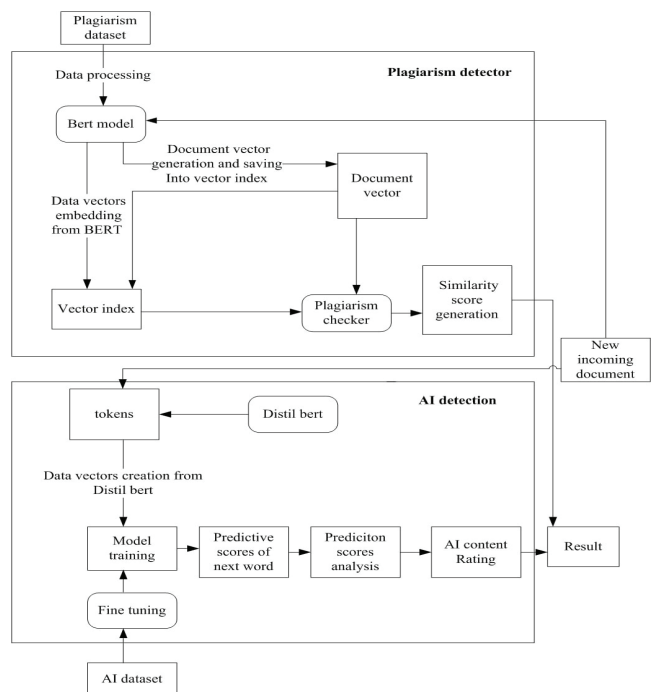 Plagiarism
dataset
Data processing
Plagiarism detector
Bert model
Document vector
generation and saving
Into vector index
Document
vector
Data vectors
embedding
from BERT
Vector index
Plagiarism
checker
Similarity
score
generation
New
incoming
document
AI detection
tokens
Distil bert
Data vectors creation from
Distil bert
Model
training
Predictive
scores of
next word
Prediciton
scores
analysis
AI content
Rating
Result
Fine tuning
AI dataset